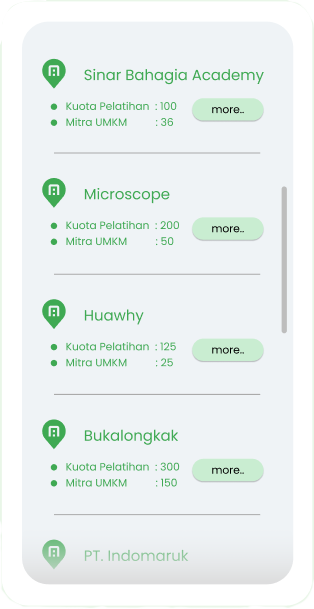 Sinar Bahagia Academy
Kuota Pelatihan : 100
Mitra UMKM : 36
more..
Microscope
Kuota Pelatihan : 200
Mitra UMKM : 50
more..
Huawhy
Kuota Pelatihan : 125
Mitra UMKM : 25
more..
Bukalongkak
Kuota Pelatihan : 300
Mitra UMKM : 150
more..
PT. Indomaruk